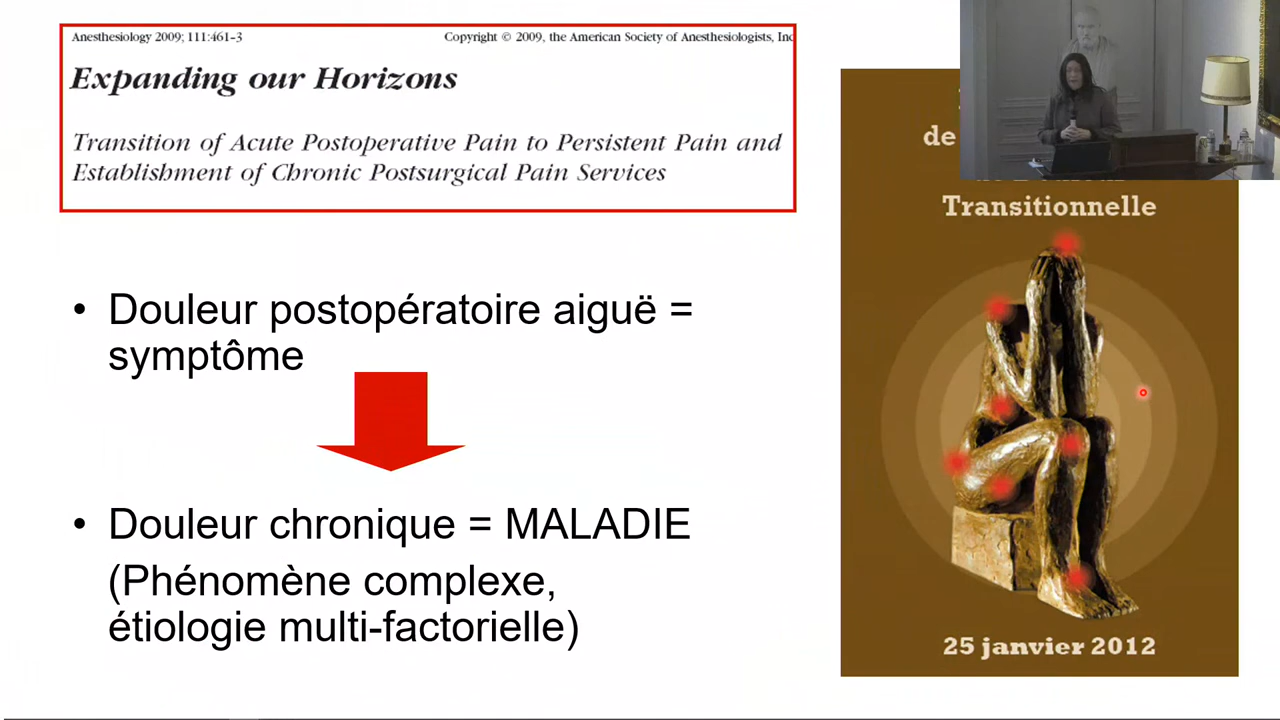 Anesthesiology 2009; 111:461–3
Copyright © 2009, the American Society of Anesthesiologists, Inc
Expanding our Horizons
Transition of Acute Postoperative Pain to Persistent Pain and
Establishment of Chronic Postsurgical Pain Services
• Douleur postopératoire aiguë =
symptôme
• Douleur chronique = MALADIE
(Phénomène complexe,
étiologie multi-factorielle)
de
Transitionnelle
25 janvier 2012